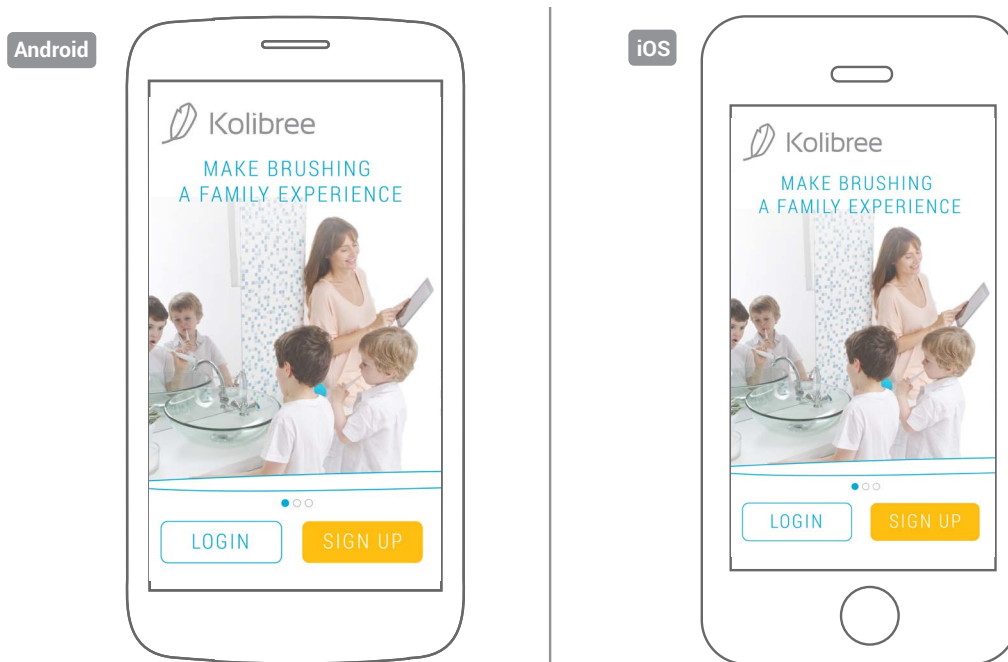 Android
Kolibree
MAKE BRUSHING
A FAMILY EXPERIENCE
LOGIN
SIGN UP
iOS
Kolibree
MAKE BRUSHING
A FAMILY EXPERIENCE
LOGIN
SIGN UP